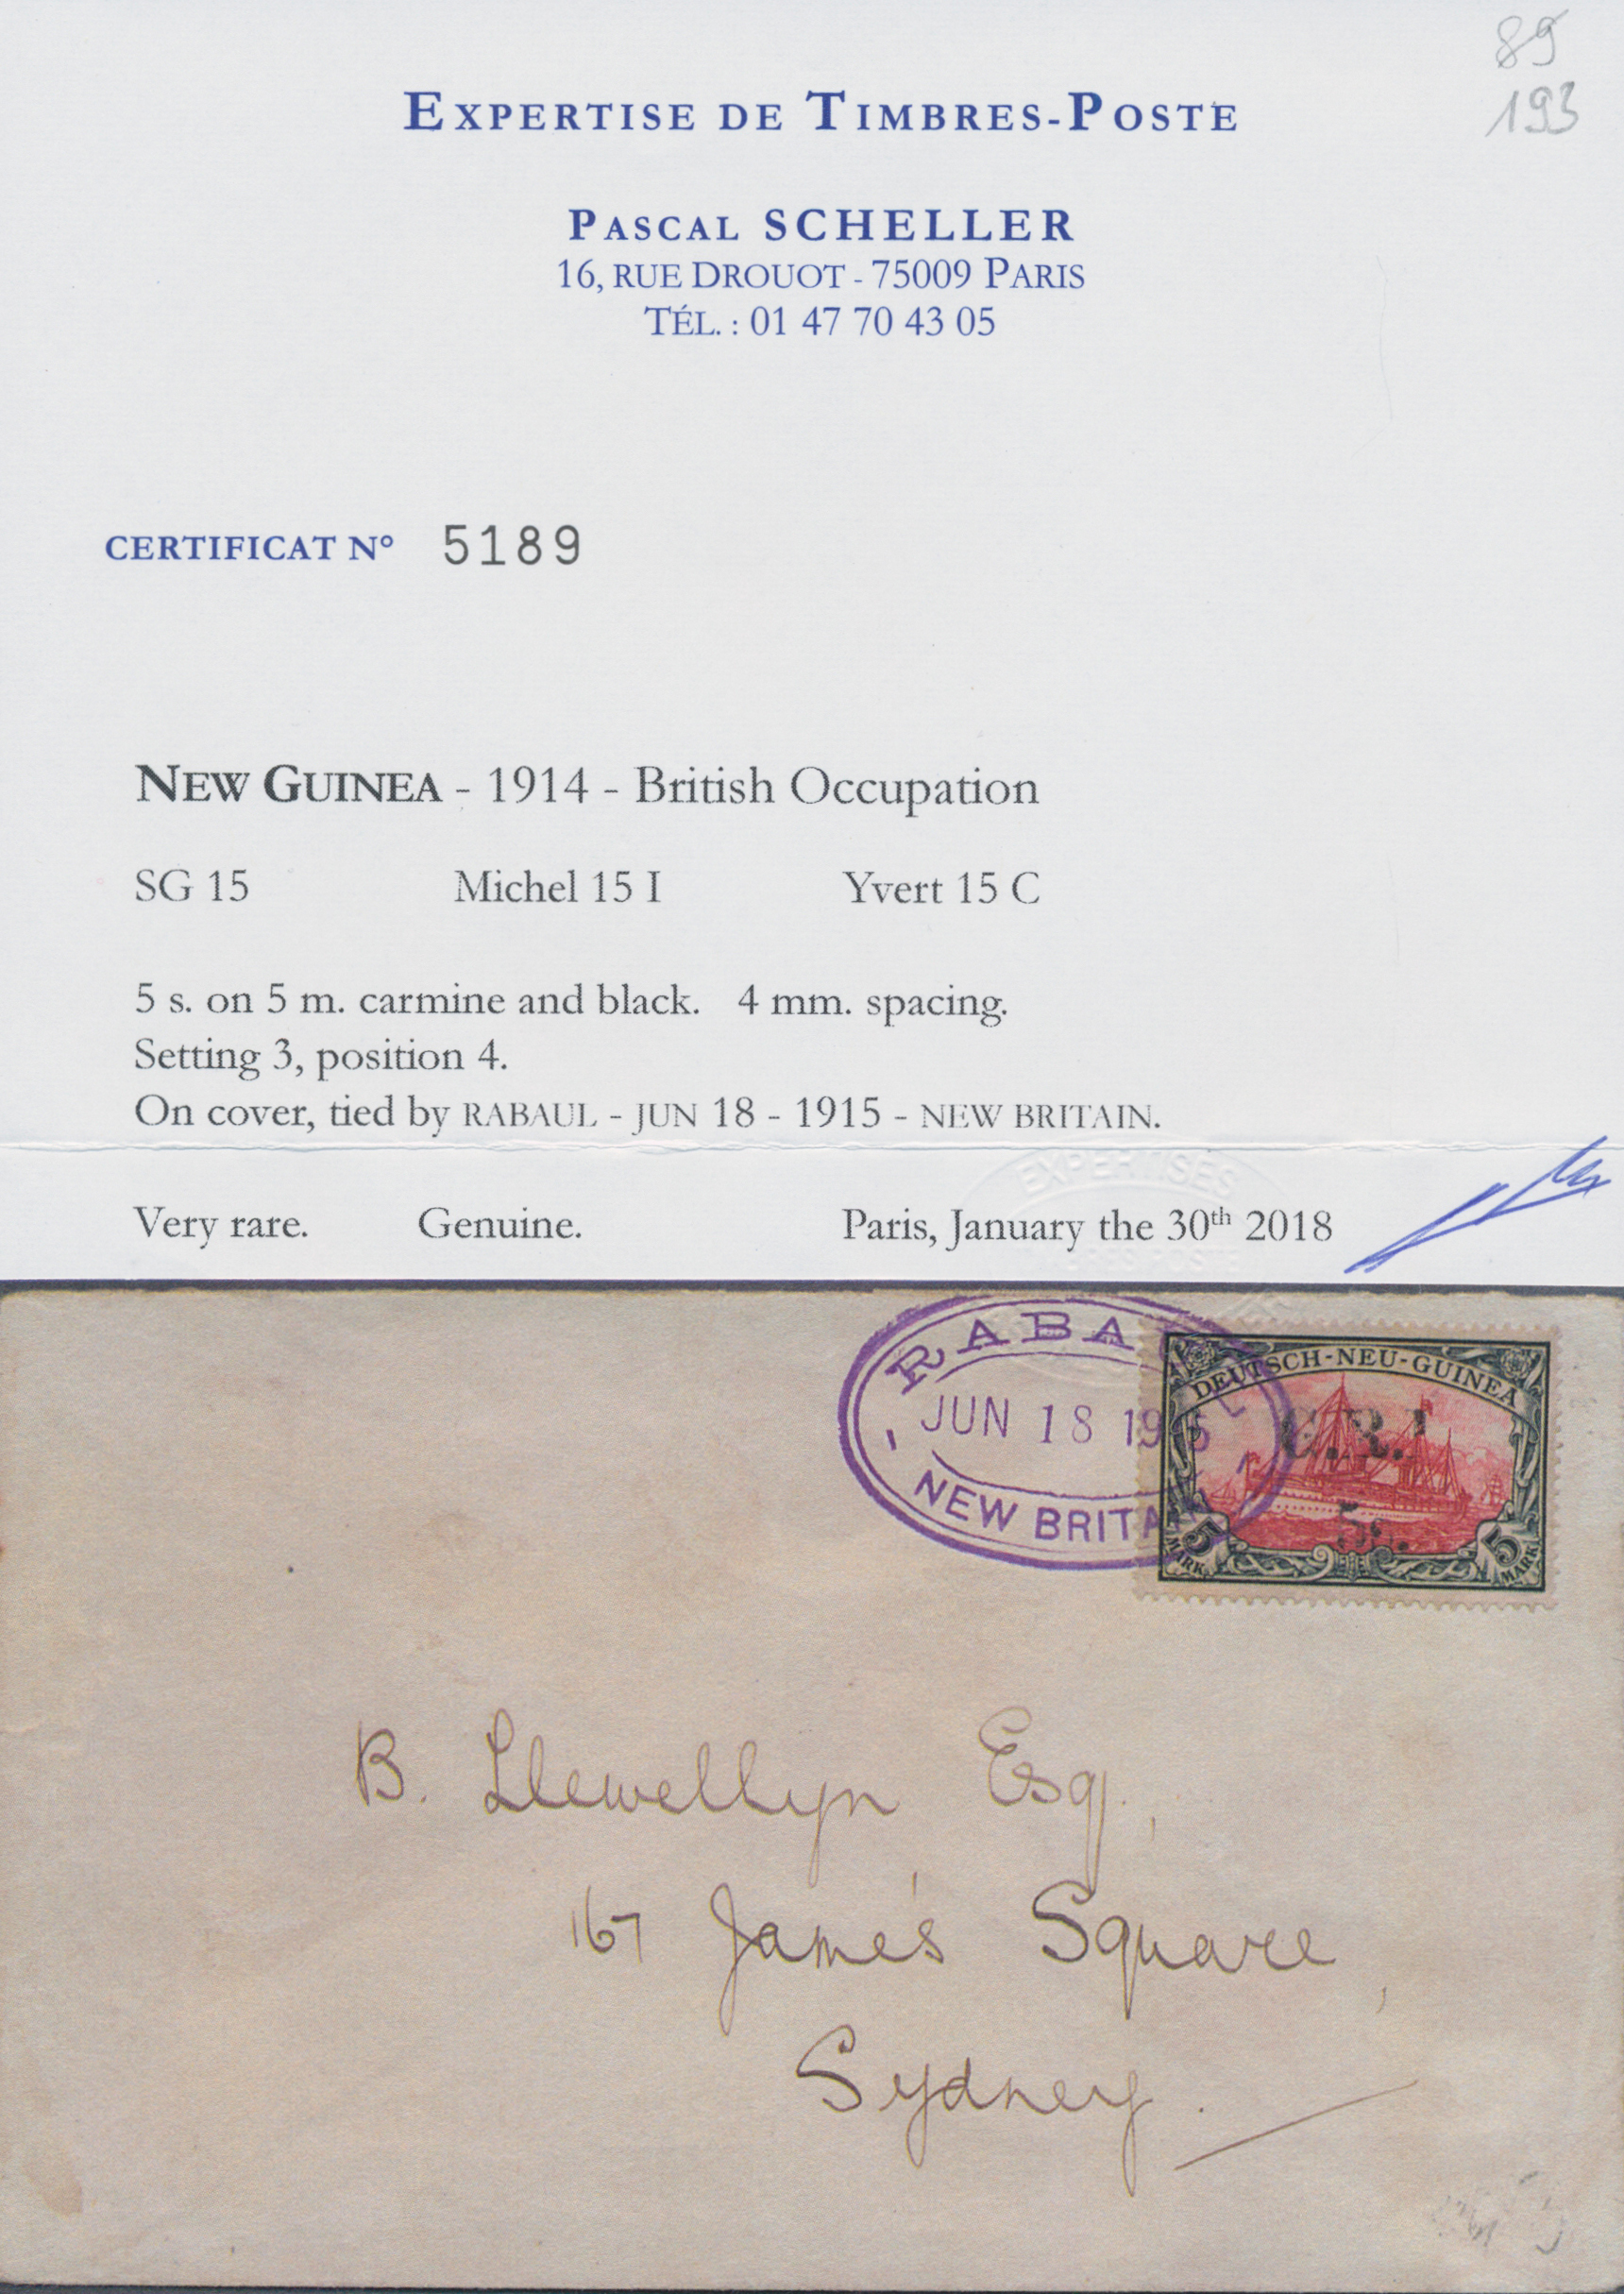 89
193
EXPERTISE DE TIMBRES-POSTE
PASCAL SCHELLER
16, RUE DROUOT - 75009 PARIS
TÉL. : 01 47 70 43 05
CERTIFICAT N° 5189
NEW GUINEA - 1914 - British Occupation
SG 15 Michel 15 I Yvert 15 C
5 s. on 5 m. carmine and black. 4 mm. spacing.
Setting 3, position 4.
On cover, tied by RABAUL - JUN 18 - 1915 - NEW BRITAIN.
EXPERTISES
Very rare. Genuine. Paris, January the 30th 2018
RABAUL
JUN 18 1915
NEW BRITAIN
DEUTSCH-NEU-GUINEA
G.R.I.
5s.
5 MARK
5 MARK
B. Llewellyn Esq.,
167 James Square,
Sydney.